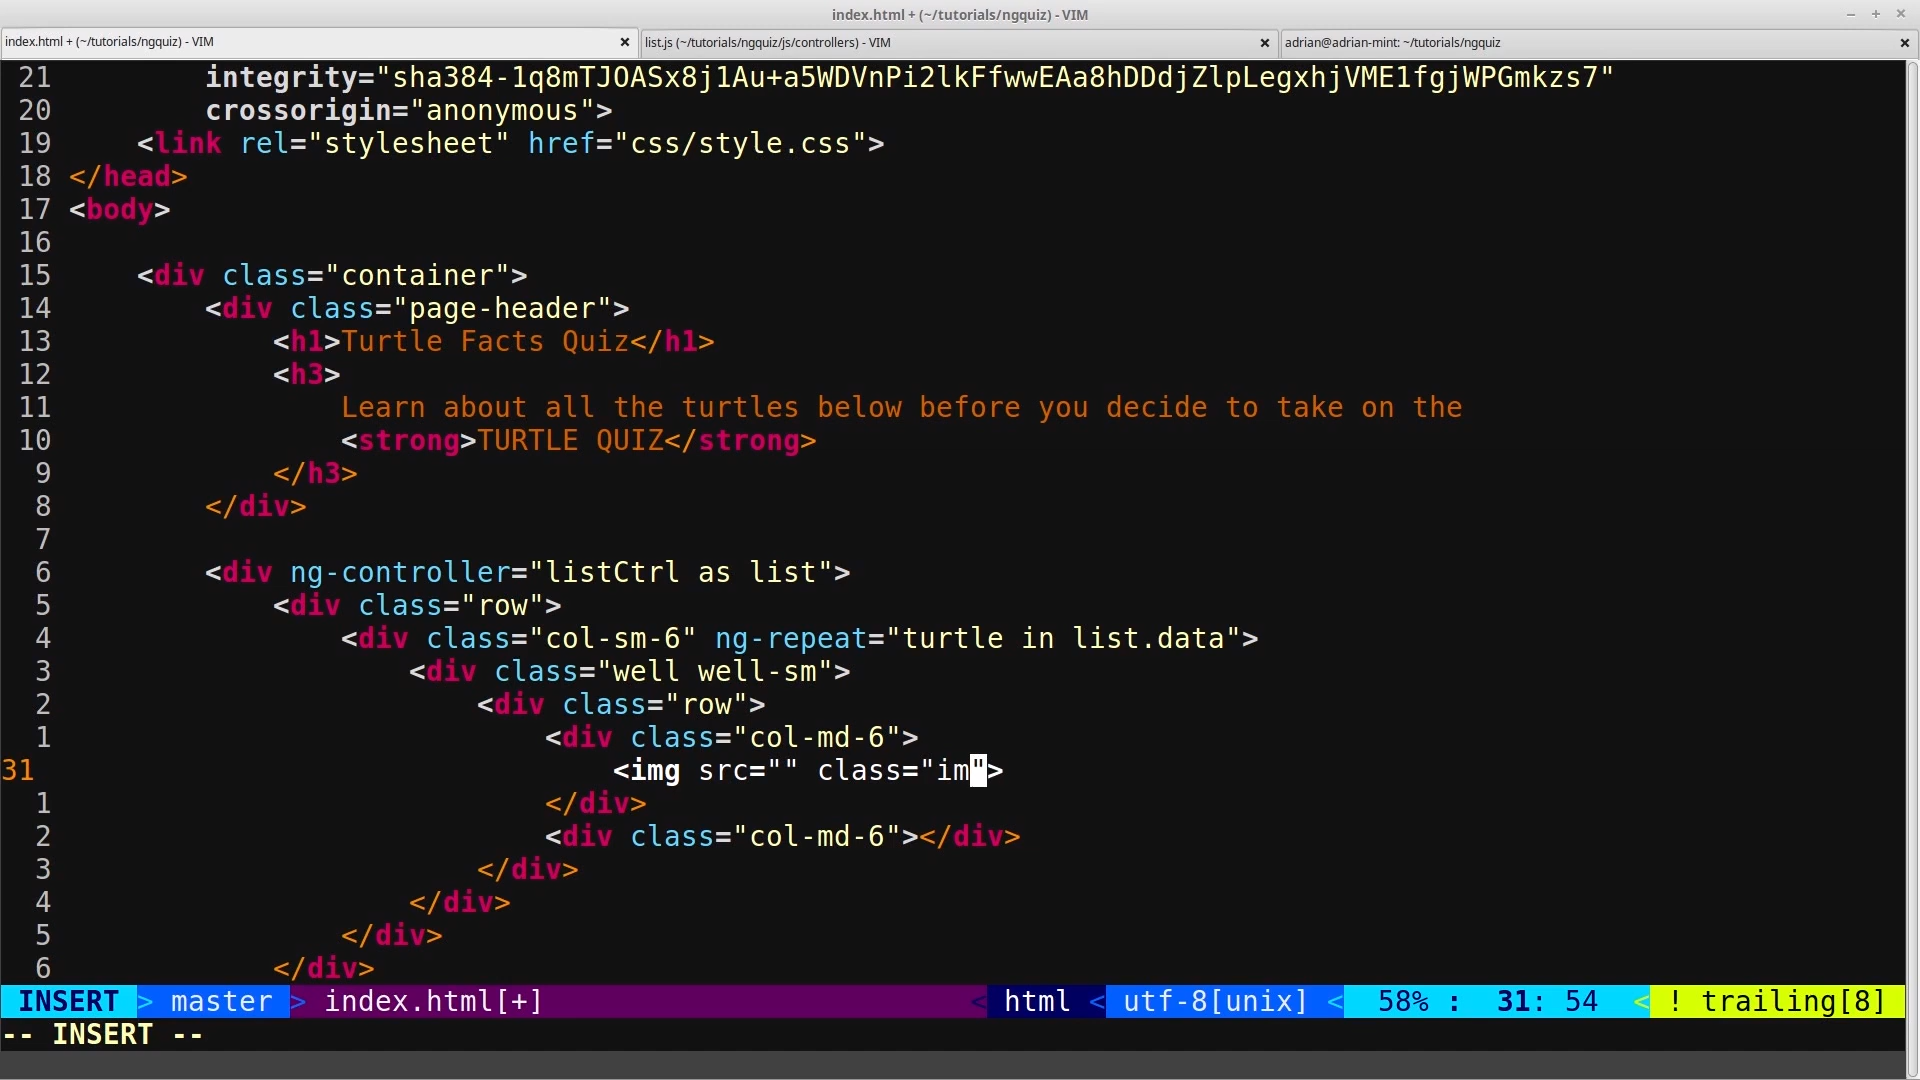 index.html + (~/tutorials/ngquiz) - VIM
index.html + (~/tutorials/ngquiz) - VIM
list.js (~/tutorials/ngquiz/js/controllers) - VIM
adrian@adrian-mint: ~/tutorials/ngquiz
21 integrity="sha384-1q8mTJOASx8j1Au+a5WDVnPi2lkFfwwEAa8hDDdjZlpLegxhjVME1fgjWPGmkzs7"
20 crossorigin="anonymous">
19 <link rel="stylesheet" href="css/style.css">
18 </head>
17 <body>
16
15 <div class="container">
14 <div class="page-header">
13 <h1>Turtle Facts Quiz</h1>
12 <h3>
11 Learn about all the turtles below before you decide to take on the
10 <strong>TURTLE QUIZ</strong>
9 </h3>
8 </div>
7
6 <div ng-controller="listCtrl as list">
5 <div class="row">
4 <div class="col-sm-6" ng-repeat="turtle in list.data">
3 <div class="well well-sm">
2 <div class="row">
1 <div class="col-md-6">
31 <img src="" class="im">
1 </div>
2 <div class="col-md-6"></div>
3 </div>
4 </div>
5 </div>
6 </div>
INSERT > master > index.html[+] < html < utf-8[unix] < 58% : 31: 54 < ! trailing[8]
-- INSERT --